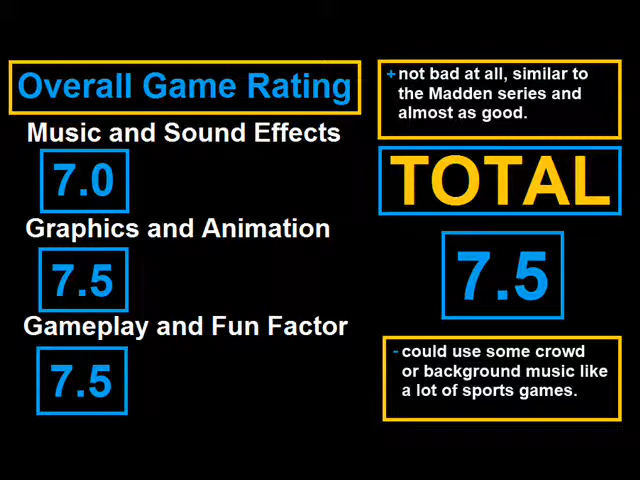 Overall Game Rating
Music and Sound Effects
7.0
Graphics and Animation
7.5
Gameplay and Fun Factor
7.5
+ not bad at all, similar to
the Madden series and
almost as good.
TOTAL
7.5
- could use some crowd
or background music like
a lot of sports games.